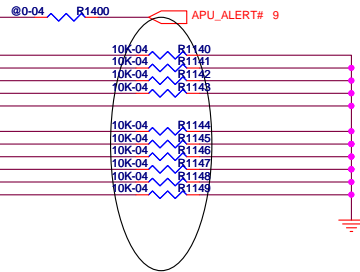 @0-04 R1400 APU_ALERT# 9
10K-04 R1140
10K-04 R1141
10K-04 R1142
10K-04 R1143
10K-04 R1144
10K-04 R1145
10K-04 R1146
10K-04 R1147
10K-04 R1148
10K-04 R1149